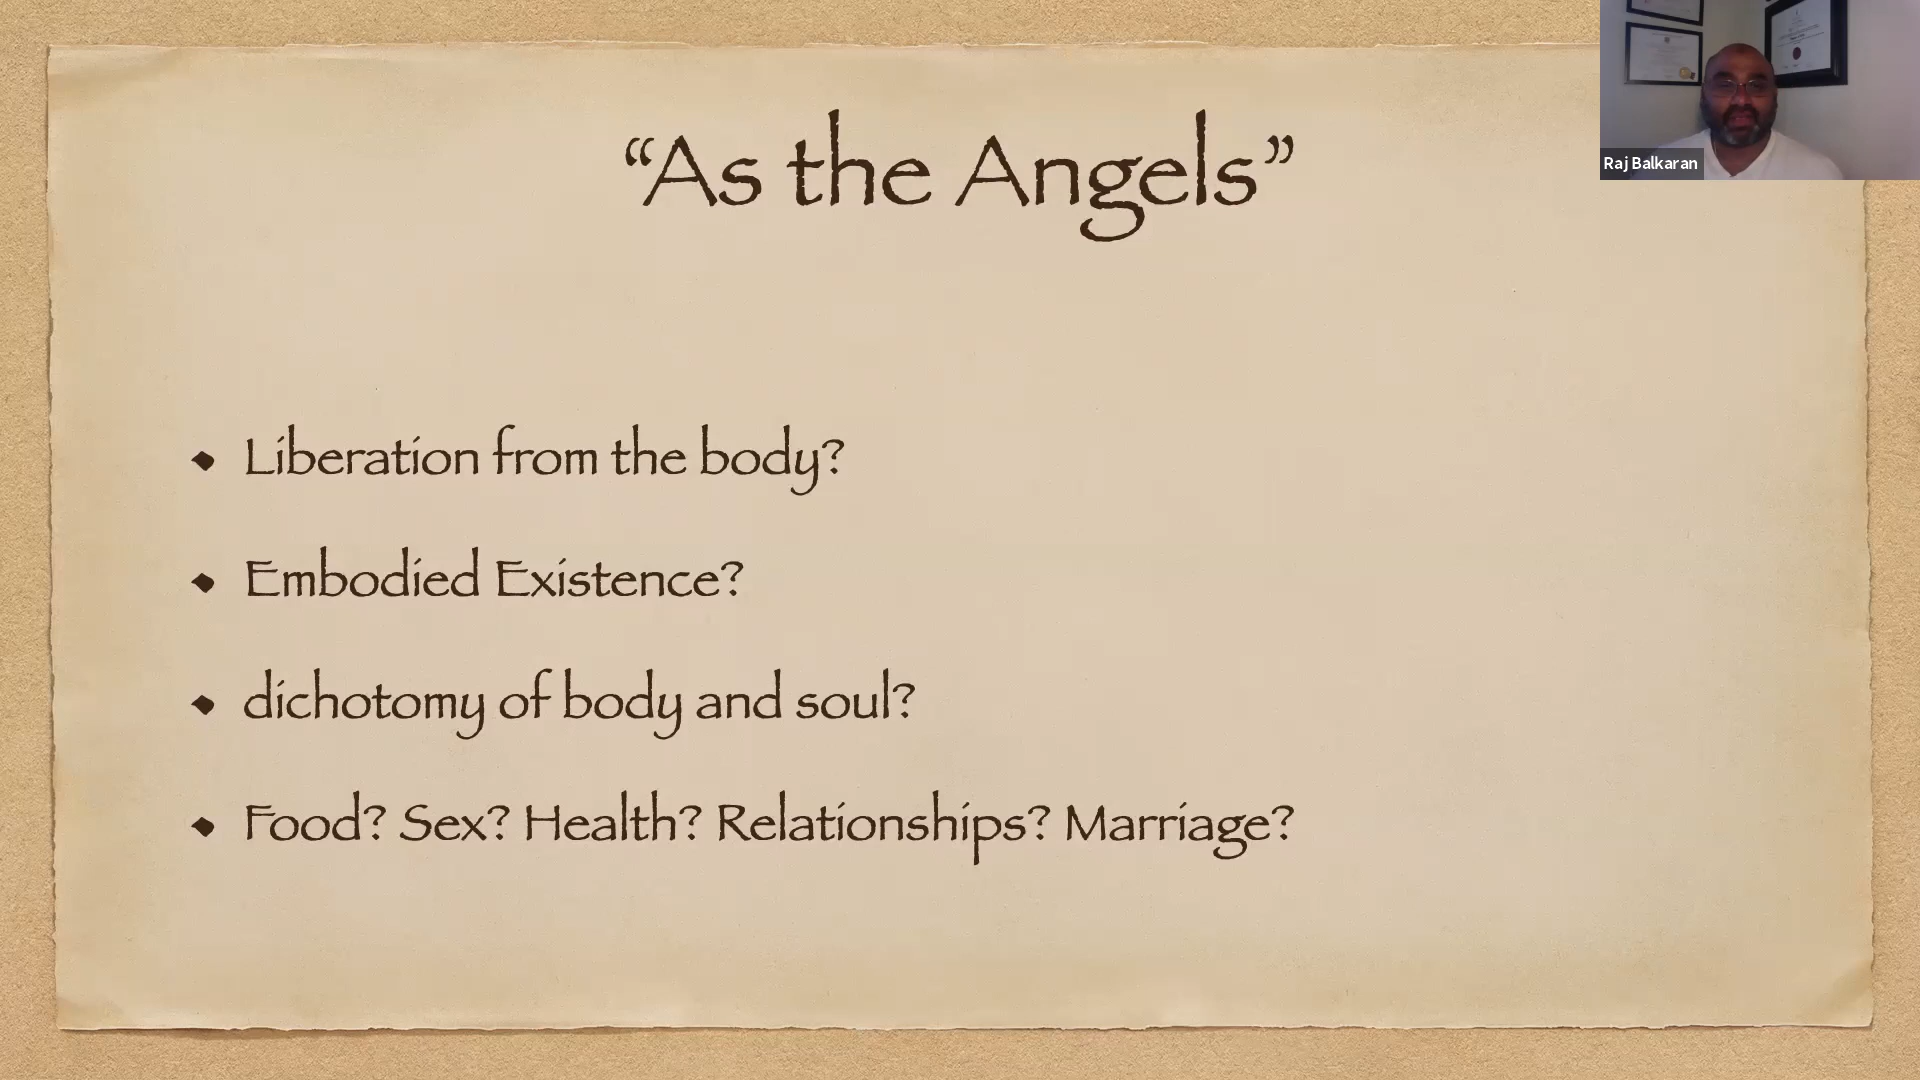 “As the Angels”
Liberation from the body?
Embodied Existence?
dichotomy of body and soul?
Food? Sex? Health? Relationships? Marriage?
Raj Balkaran